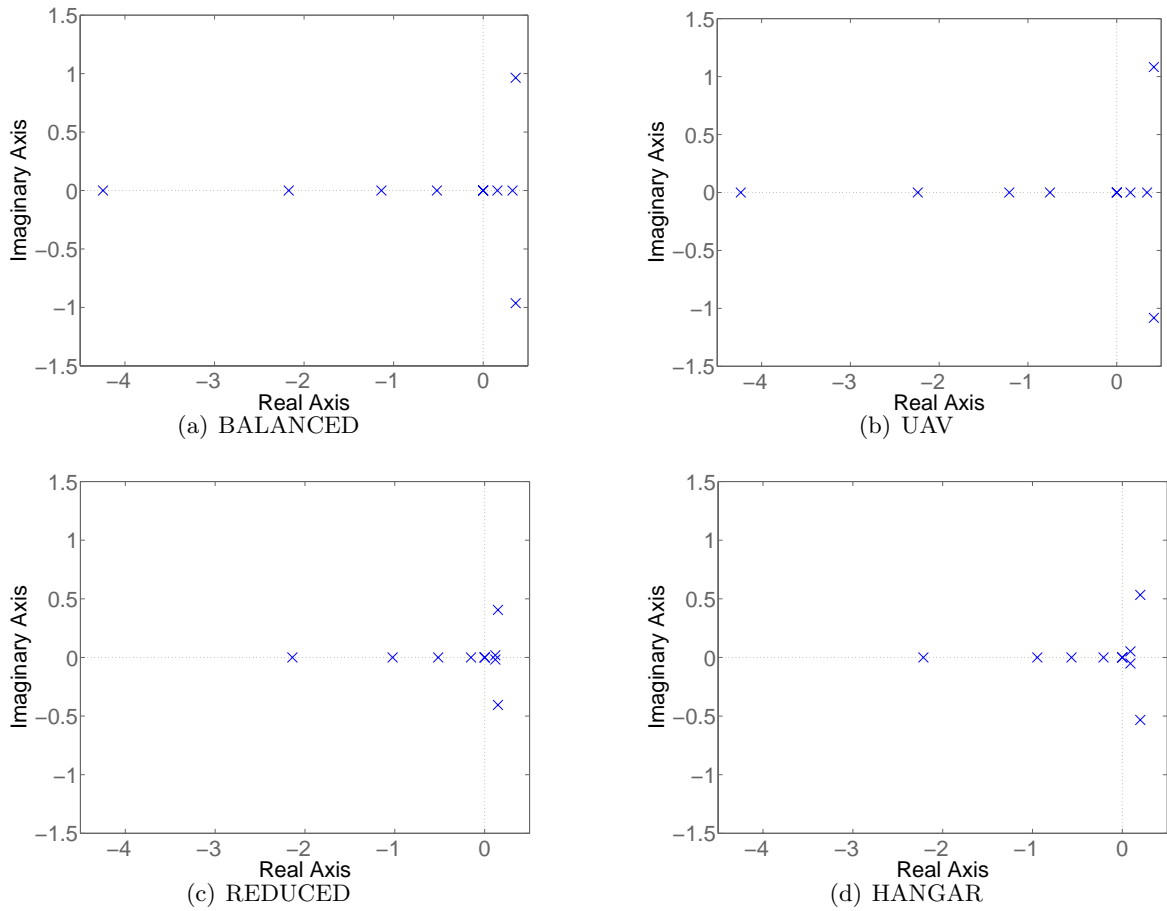 1.5
1
0.5
0
−0.5
−1
−1.5
Imaginary Axis
−4 −3 −2 −1 0
Real Axis
(a) BALANCED
1.5
1
0.5
0
−0.5
−1
−1.5
Imaginary Axis
−4 −3 −2 −1 0
Real Axis
(b) UAV
1.5
1
0.5
0
−0.5
−1
−1.5
Imaginary Axis
−4 −3 −2 −1 0
Real Axis
(c) REDUCED
1.5
1
0.5
0
−0.5
−1
−1.5
Imaginary Axis
−4 −3 −2 −1 0
Real Axis
(d) HANGAR